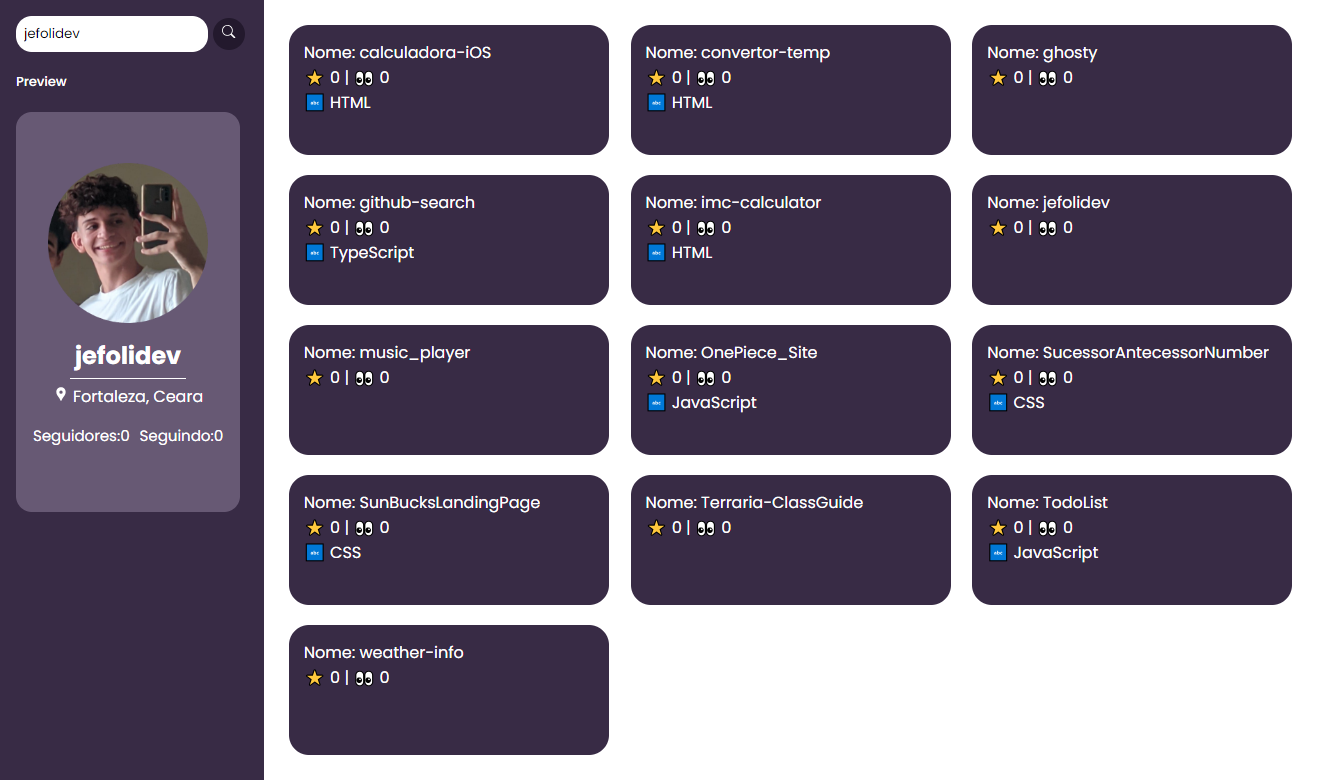 jefolidev
Preview
jefolidev
Fortaleza, Ceara
Seguidores:0 Seguindo:0
Nome: calculadora-iOS
⭐ 0 | 👀 0
🔤 HTML
Nome: convertor-temp
⭐ 0 | 👀 0
🔤 HTML
Nome: ghosty
⭐ 0 | 👀 0
Nome: github-search
⭐ 0 | 👀 0
🔤 TypeScript
Nome: imc-calculator
⭐ 0 | 👀 0
🔤 HTML
Nome: jefolidev
⭐ 0 | 👀 0
Nome: music_player
⭐ 0 | 👀 0
Nome: OnePiece_Site
⭐ 0 | 👀 0
🔤 JavaScript
Nome: SucessorAntecessorNumber
⭐ 0 | 👀 0
🔤 CSS
Nome: SunBucksLandingPage
⭐ 0 | 👀 0
🔤 CSS
Nome: Terraria-ClassGuide
⭐ 0 | 👀 0
Nome: TodoList
⭐ 0 | 👀 0
🔤 JavaScript
Nome: weather-info
⭐ 0 | 👀 0